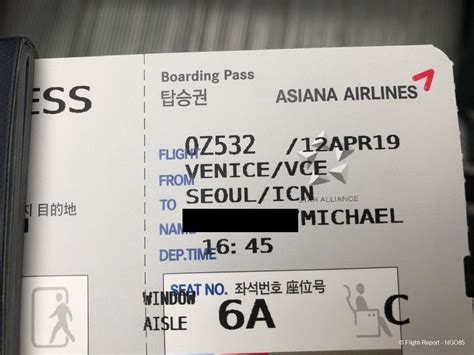 ESS
Boarding Pass
탑승권
ASIANA AIRLINES
FLIGHT OZ532 /12APR19
FROM VENICE/VCE
TO SEOUL/ICN
STAR ALLIANCE
NAME /MICHAEL
DEP.TIME 16:45
지 目的地
SEAT NO. 좌석번호 座位号
WINDOW
AISLE
6A C
© Flight-Report - NGO85